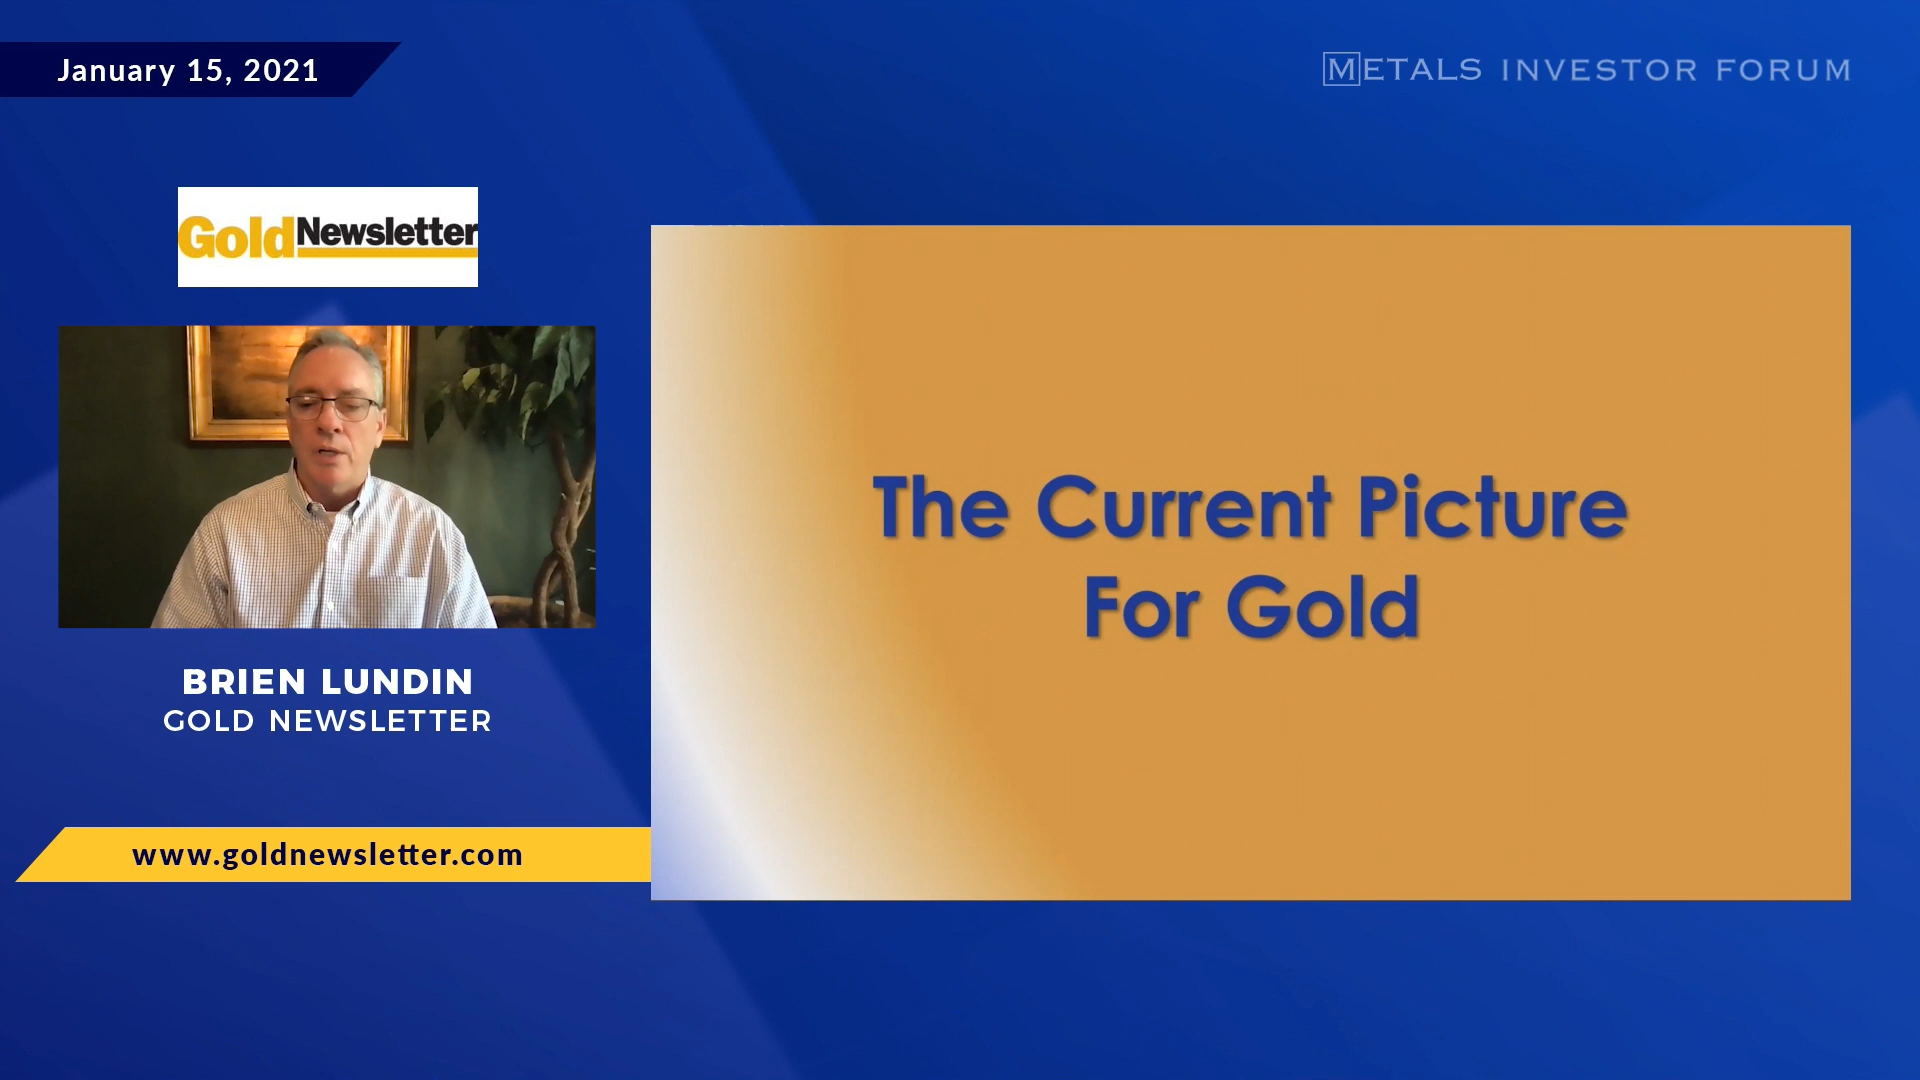 January 15, 2021
METALS INVESTOR FORUM
GoldNewsletter
The Current Picture
For Gold
BRIEN LUNDIN
GOLD NEWSLETTER
www.goldnewsletter.com